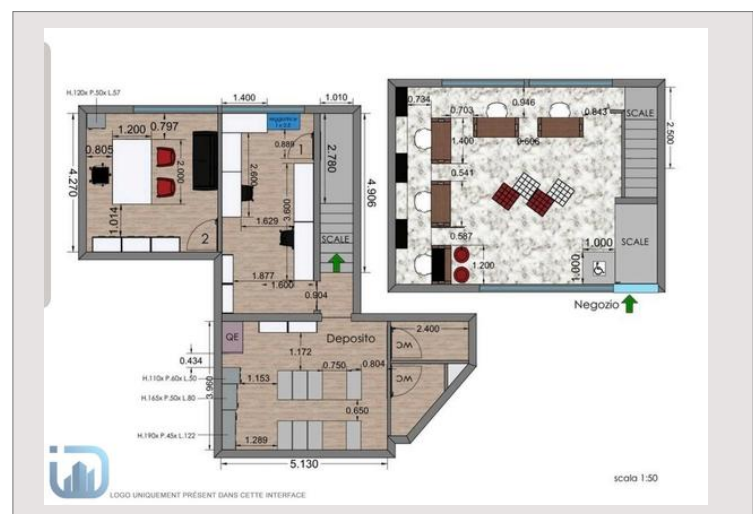 H.120x P.50x L.57
1.400
1.010
0.797
1.200
0.805
2.000
4.270
1.014
2
0.889
1
2.600
3.600
1.629
2.780
4.906
SCALE
1.877
1.600
0.904
QE
Deposito
0.434
3.960
1.172
0.750
0.804
1.153
0.650
1.289
5.130
H.110x P.60x L.50
H.165x P.50x L.80
H.190x P.45x L.122
2.400
WC
WC
0.734
0.703
0.946
0.843
SCALE
2.500
1.400
0.606
0.541
0.587
1.200
1.000
1.000
SCALE
Negozio
scala 1:50
ID
LOGO UNIQUEMENT PRÉSENT DANS CETTE INTERFACE